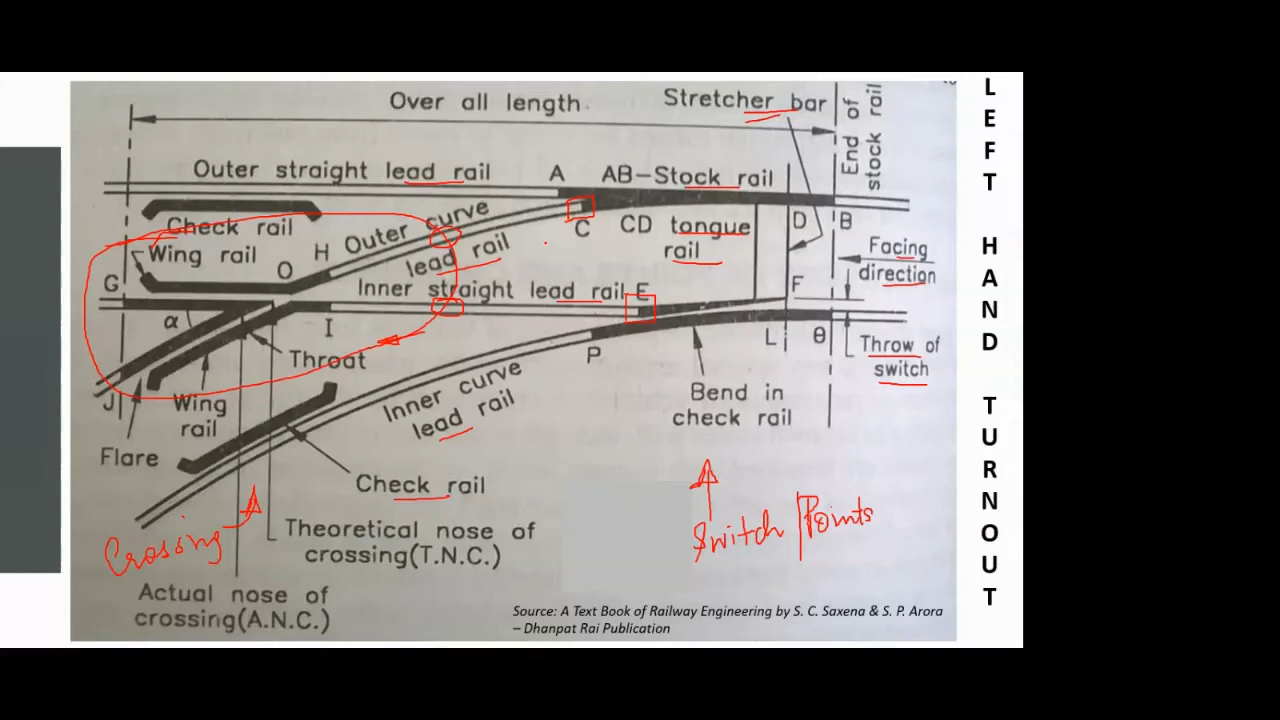 Over all length.
Stretcher bar
End of
stock rail
Outer straight lead rail
A
AB-Stock rail
Check rail
Wing rail
H
Outer curve
lead rail
C
CD tongue
rail
D
B
Facing
direction
G
O
Inner straight lead rail
E
F
α
I
Throat
P
L
θ
Throw of
switch
J
Wing
rail
Inner curve
lead rail
Bend in
check rail
Flare
Check rail
Crossing
Switch/Points
Theoretical nose of
crossing(T.N.C.)
Actual nose of
crossing(A.N.C.)
Source: A Text Book of Railway Engineering by S. C. Saxena & S. P. Arora
– Dhanpat Rai Publication
LEFT HAND TURNOUT